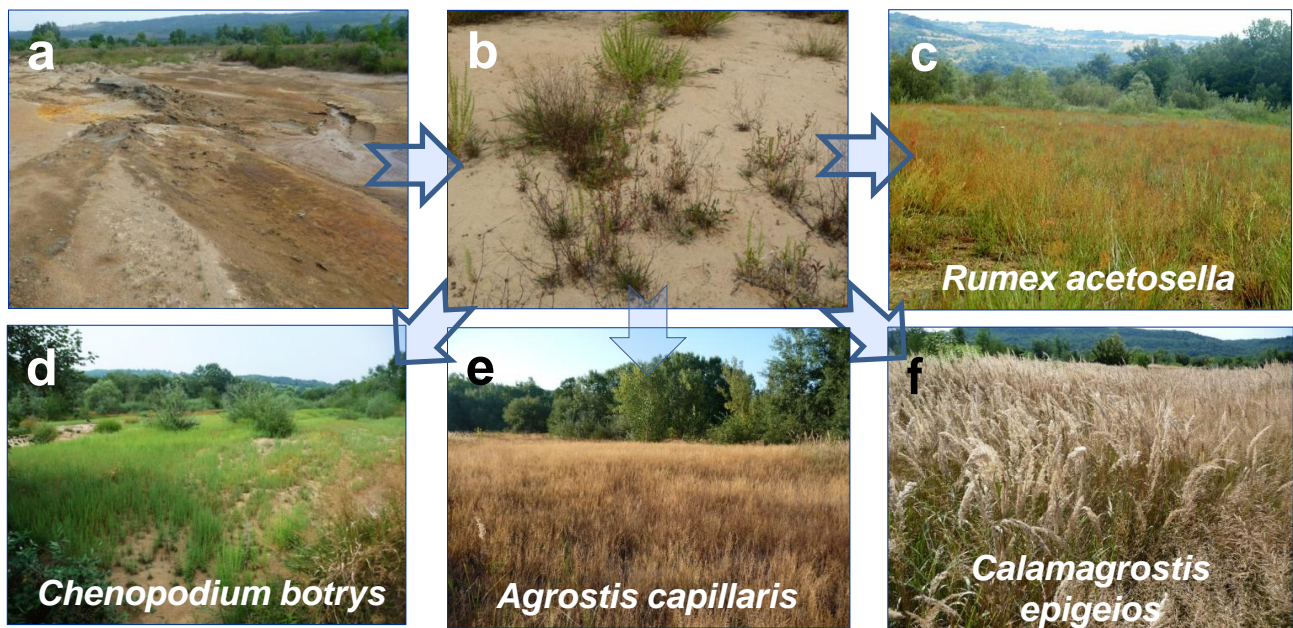 a
b
c
Rumex acetosella
d
Chenopodium botrys
e
Agrostis capillaris
f
Calamagrostis
epigeios